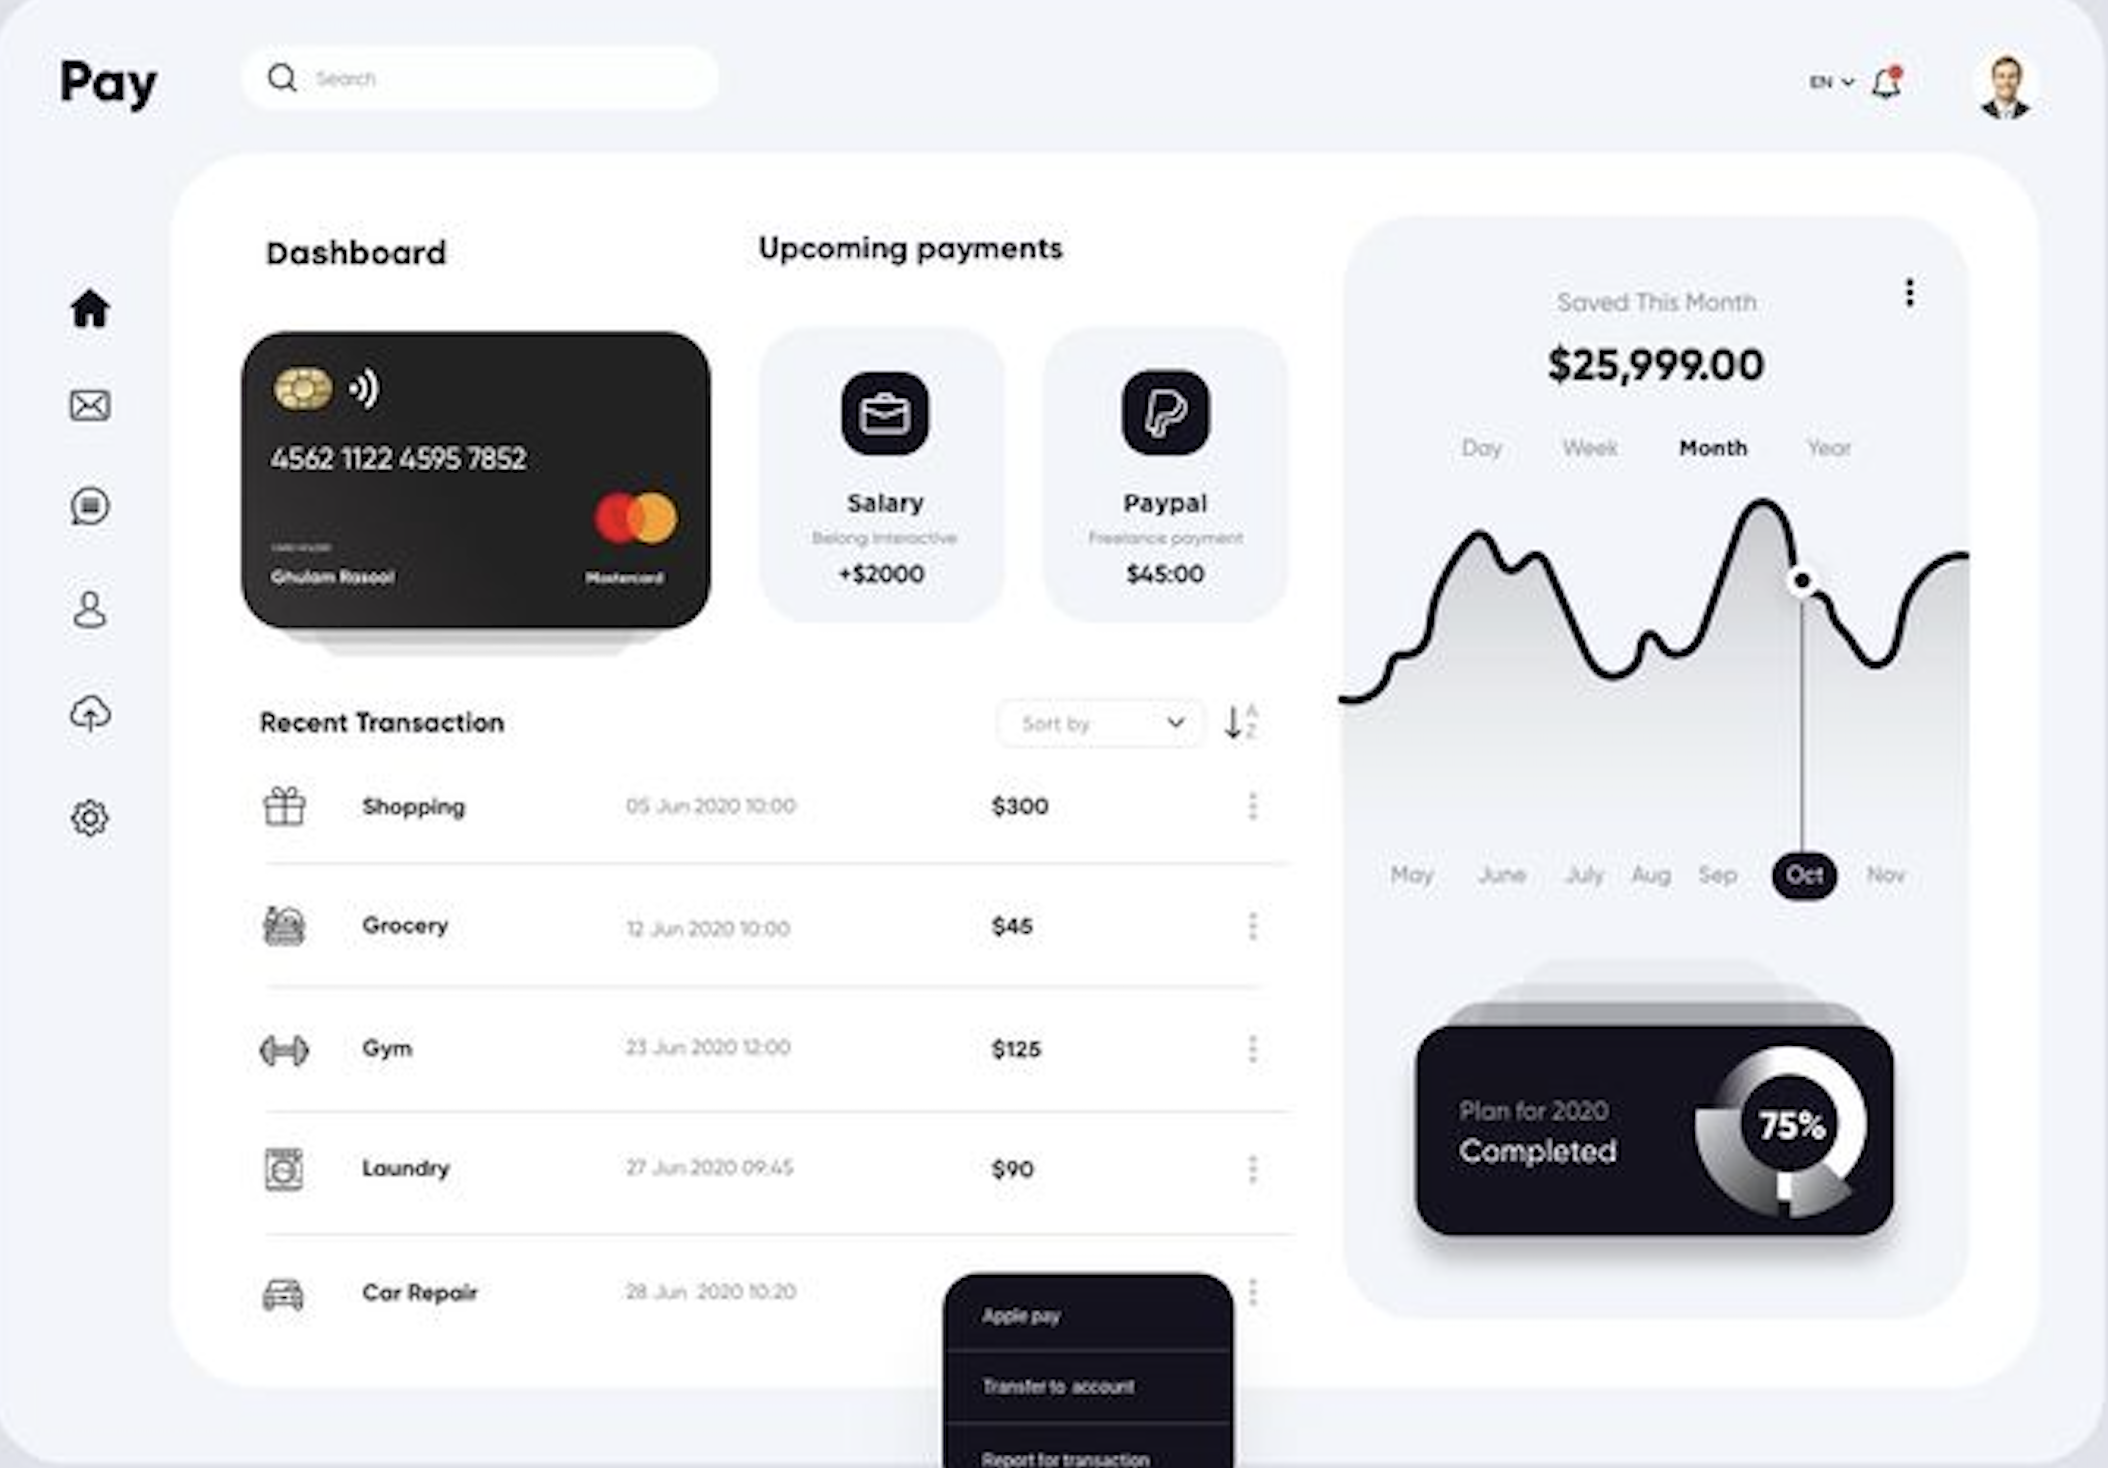 Pay
Search
EN
Dashboard
4562 1122 4595 7852
Ghulam Rasool
Mastercard
Upcoming payments
Salary
Belong Interactive
+$2000
Paypal
Freelance payment
$45:00
Saved This Month
$25,999.00
Day Week Month Year
May June July Aug Sep Oct Nov
Plan for 2020
Completed
75%
Recent Transaction
Sort by
A
Z
Shopping 05 Jun 2020 10:00 $300
Grocery 12 Jun 2020 10:00 $45
Gym 23 Jun 2020 12:00 $125
Laundry 27 Jun 2020 09:45 $90
Car Repair 28 Jun 2020 10:20
Apple pay
Transfer to account
Report for transaction